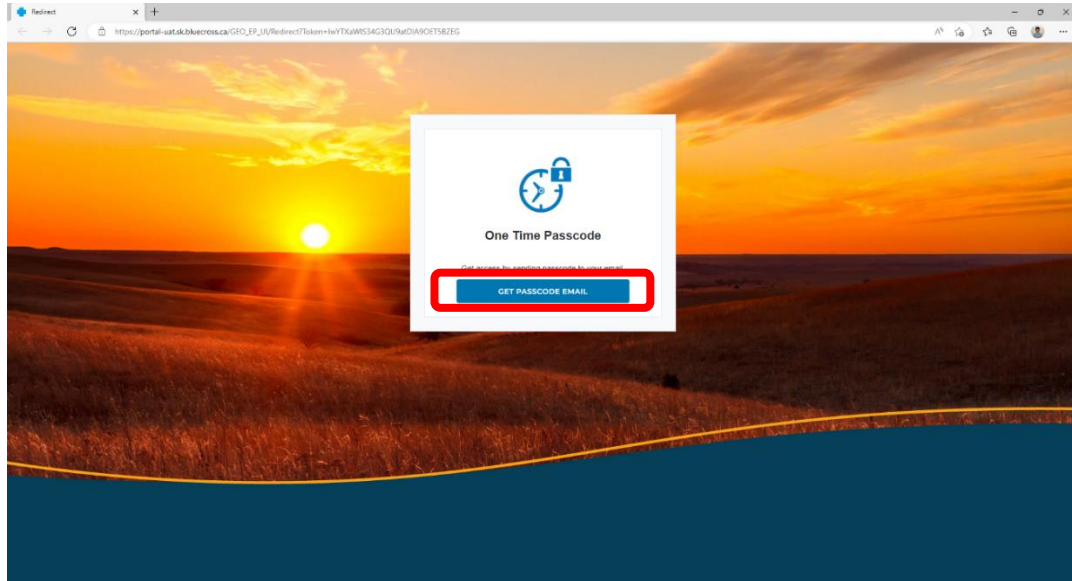 Redirect
https://portal-uat.sk.bluecross.ca/GEO_EP_UI/Redirect?Token=
One Time Passcode
Get access by sending passcode to your email
GET PASSCODE EMAIL